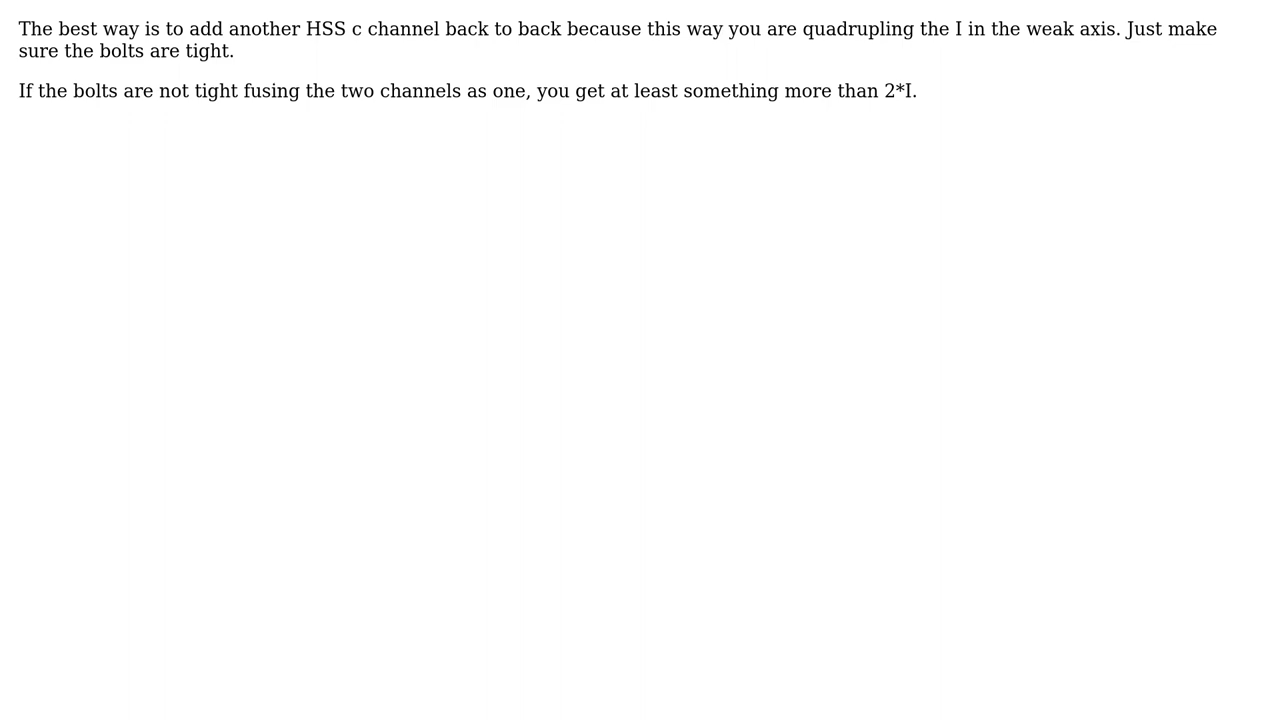 The best way is to add another HSS c channel back to back because this way you are quadrupling the I in the weak axis. Just make
sure the bolts are tight.
If the bolts are not tight fusing the two channels as one, you get at least something more than 2*I.